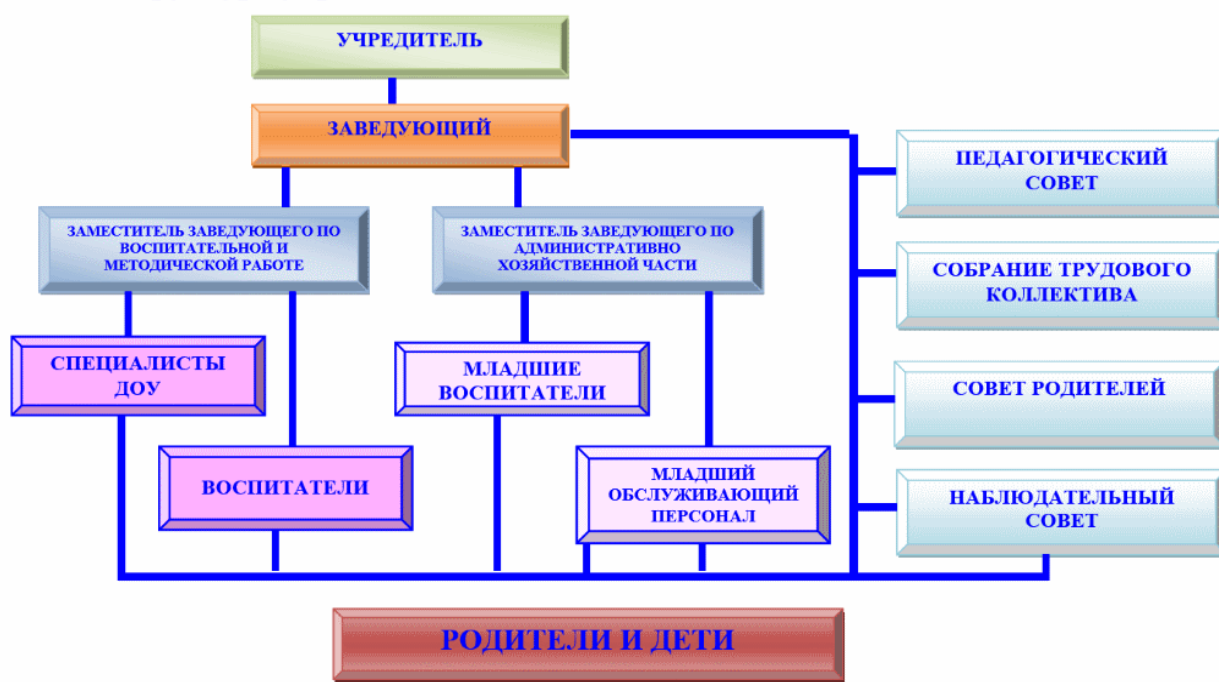 УЧРЕДИТЕЛЬ
ЗАВЕДУЮЩИЙ
ПЕДАГОГИЧЕСКИЙ
СОВЕТ
ЗАМЕСТИТЕЛЬ ЗАВЕДУЮЩЕГО ПО
ВОСПИТАТЕЛЬНОЙ И
МЕТОДИЧЕСКОЙ РАБОТЕ
ЗАМЕСТИТЕЛЬ ЗАВЕДУЮЩЕГО ПО
АДМИНИСТРАТИВНО
ХОЗЯЙСТВЕННОЙ ЧАСТИ
СОБРАНИЕ ТРУДОВОГО
КОЛЛЕКТИВА
СПЕЦИАЛИСТЫ
ДОУ
МЛАДШИЕ
ВОСПИТАТЕЛИ
СОВЕТ РОДИТЕЛЕЙ
ВОСПИТАТЕЛИ
МЛАДШИЙ
ОБСЛУЖИВАЮЩИЙ
ПЕРСОНАЛ
НАБЛЮДАТЕЛЬНЫЙ
СОВЕТ
РОДИТЕЛИ И ДЕТИ